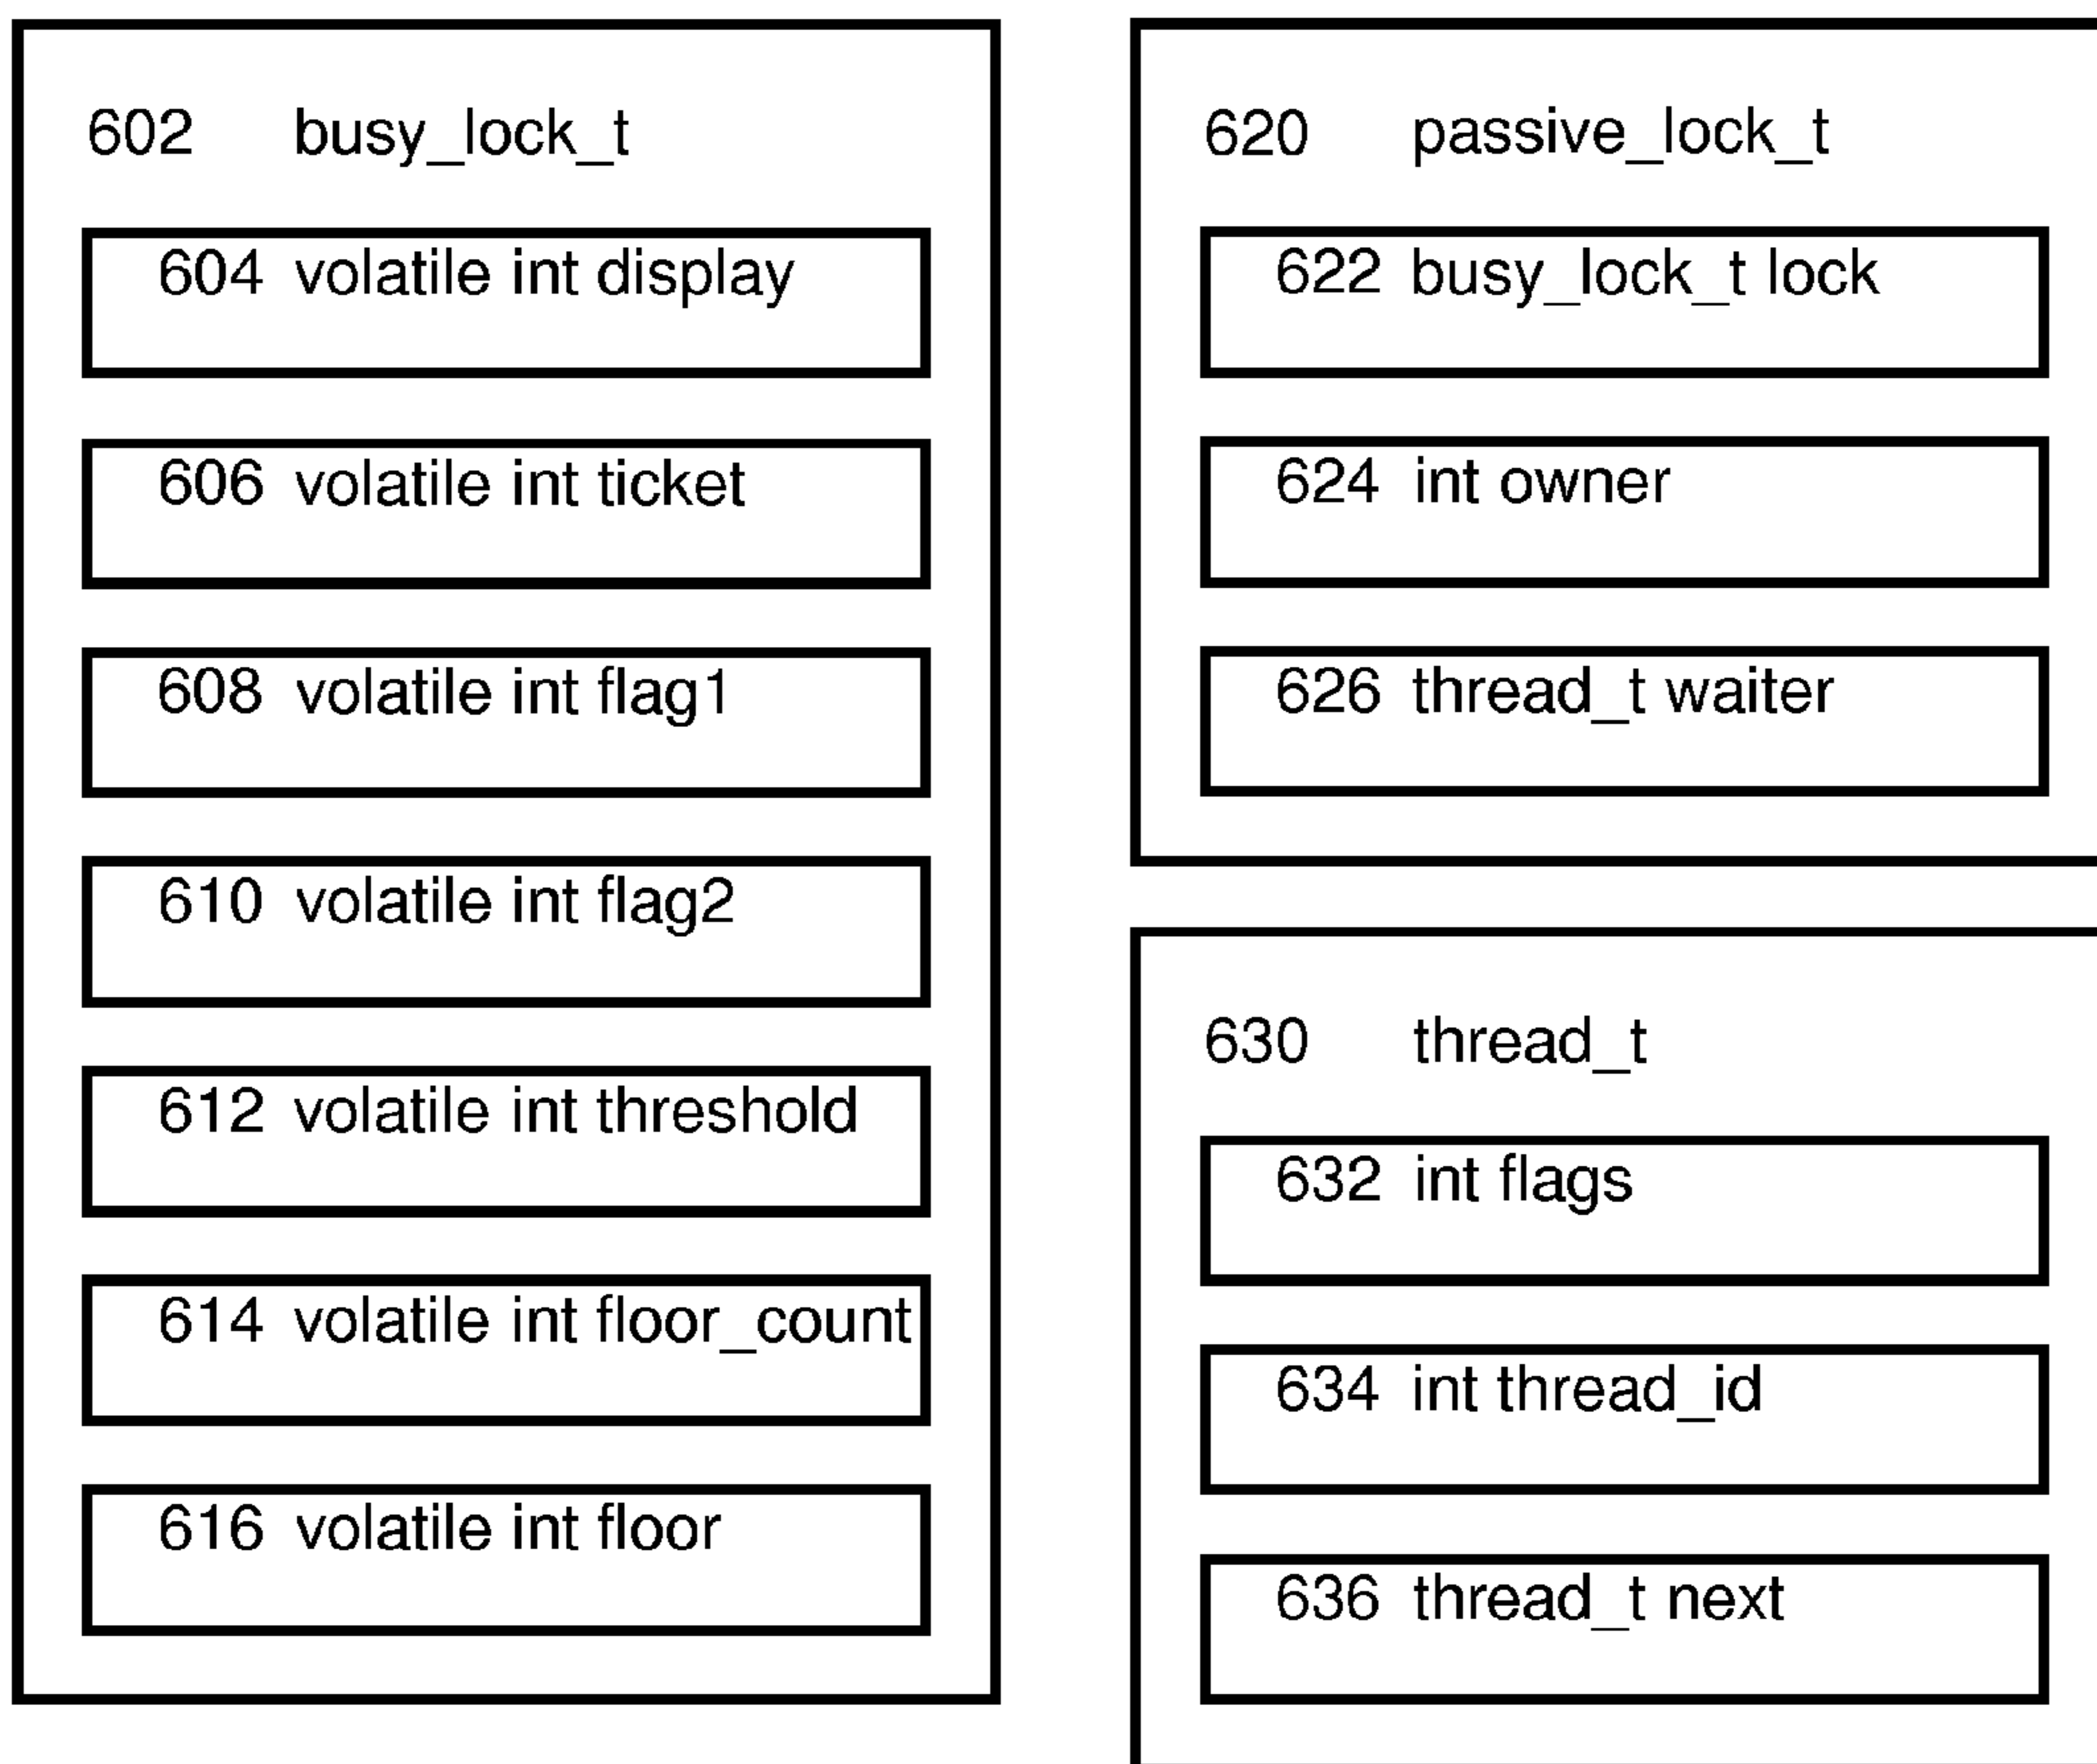 602 busy_lock_t
604 volatile int display
606 volatile int ticket
608 volatile int flag1
610 volatile int flag2
612 volatile int threshold
614 volatile int floor_count
616 volatile int floor
620 passive_lock_t
622 busy_lock_t lock
624 int owner
626 thread_t waiter
630 thread_t
632 int flags
634 int thread_id
636 thread_t next